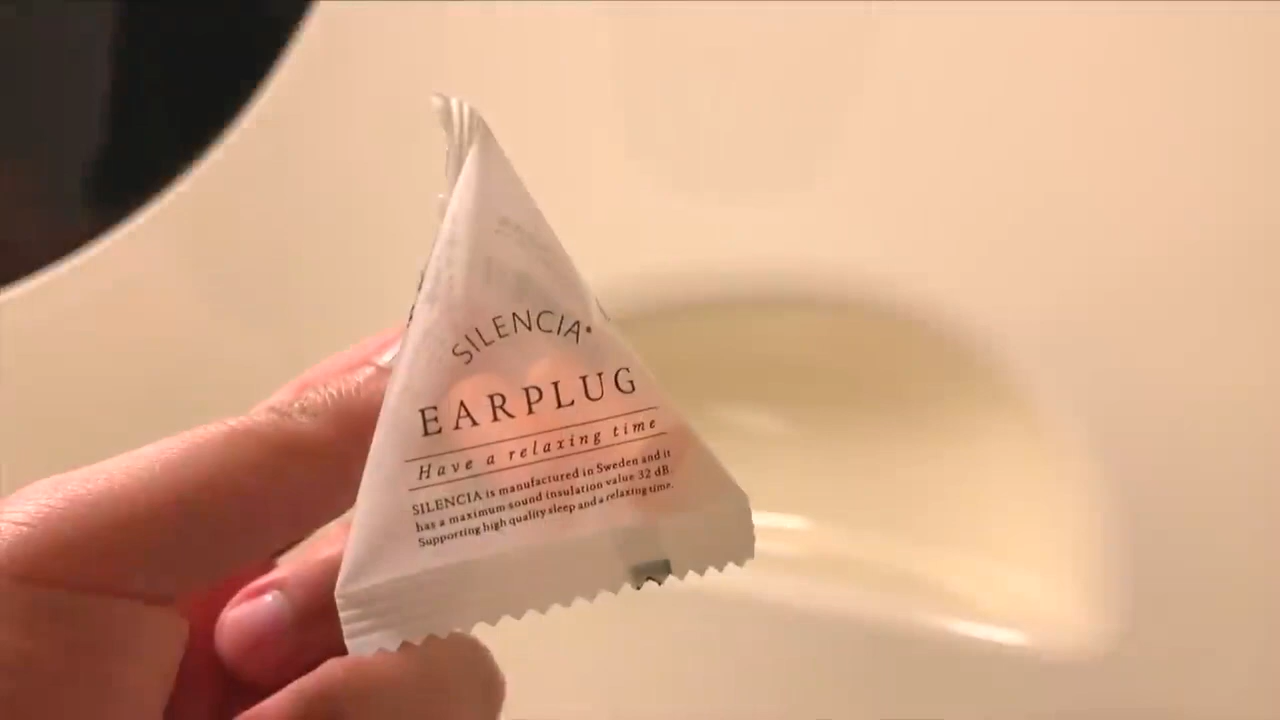 SILENCIA
EARPLUG
Have a relaxing time
SILENCIA is manufactured in Sweden and it
has a maximum sound insulation value 32 dB.
Supporting high quality sleep and a relaxing time.